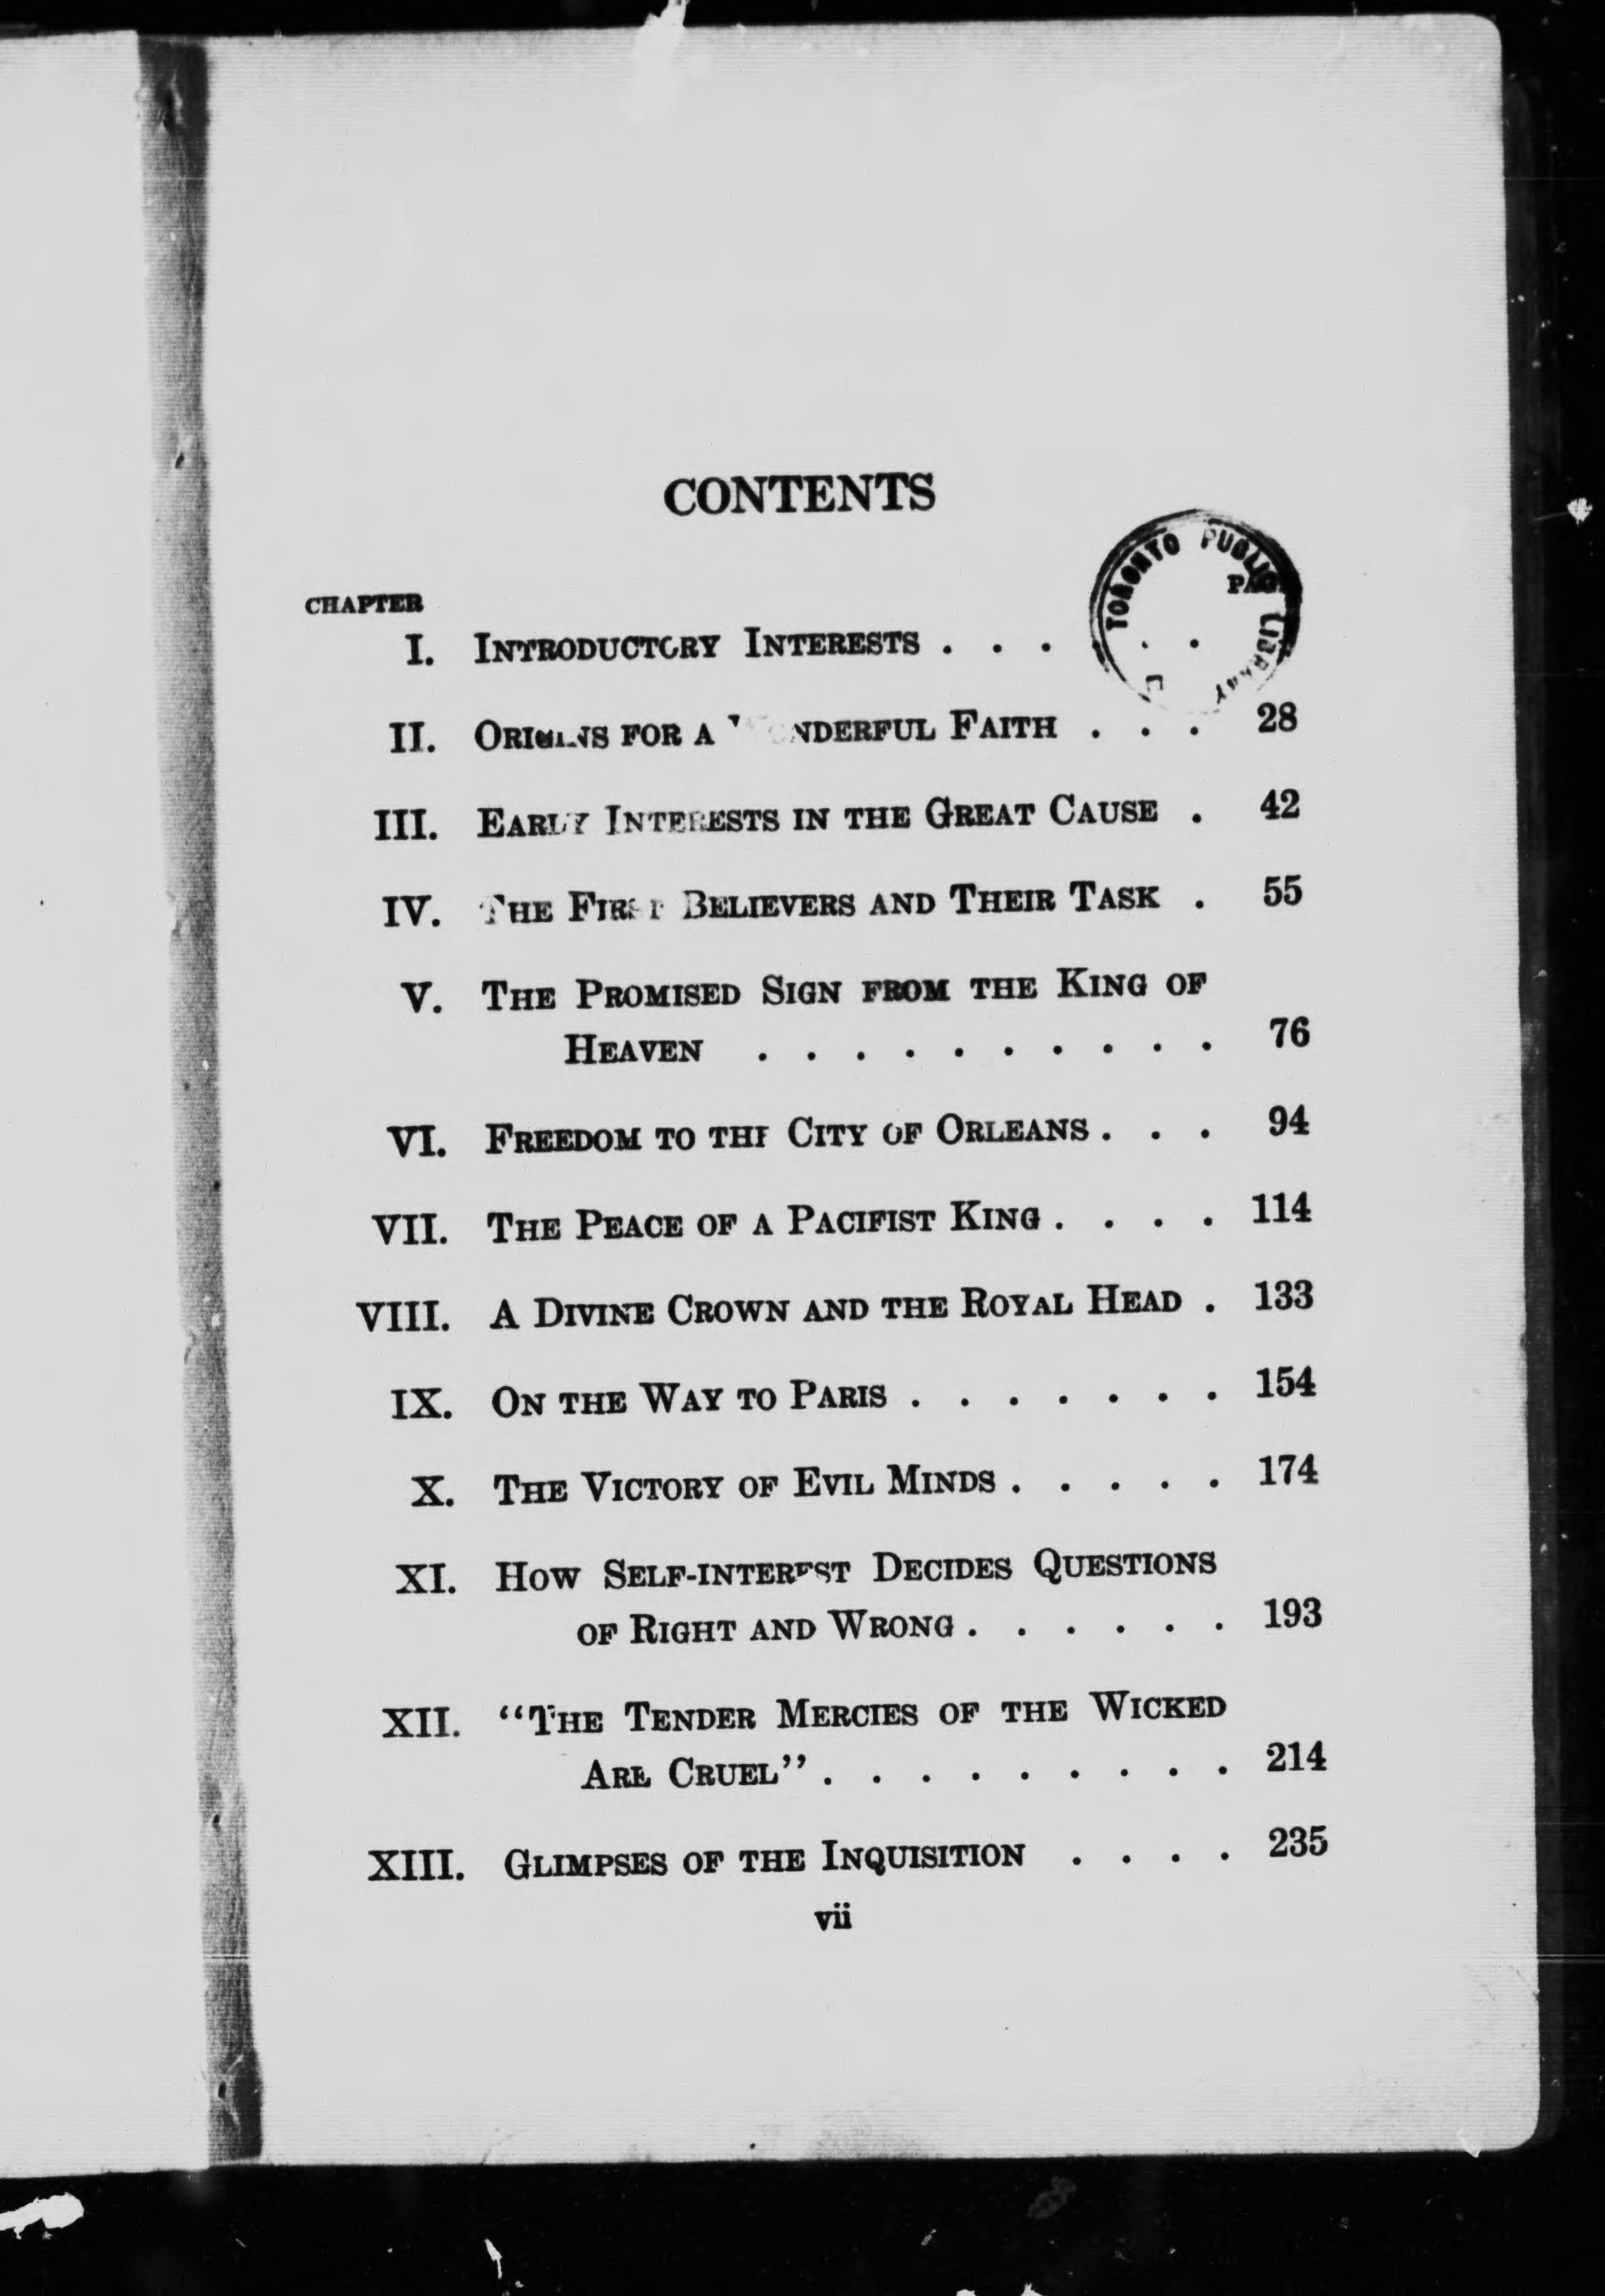 CONTENTS
TORONTO PUBLIC LIBRARY
CHAPTER
I. INTRODUCTORY INTERESTS . . . . .
II. ORIGINS FOR A WONDERFUL FAITH . . . 28
III. EARLY INTERESTS IN THE GREAT CAUSE . 42
IV. THE FIRST BELIEVERS AND THEIR TASK . 55
V. THE PROMISED SIGN FROM THE KING OF
HEAVEN . . . . . . . . . . 76
VI. FREEDOM TO THE CITY OF ORLEANS . . . 94
VII. THE PEACE OF A PACIFIST KING . . . . 114
VIII. A DIVINE CROWN AND THE ROYAL HEAD . 133
IX. ON THE WAY TO PARIS . . . . . . . 154
X. THE VICTORY OF EVIL MINDS . . . . . 174
XI. HOW SELF-INTEREST DECIDES QUESTIONS
OF RIGHT AND WRONG . . . . . . 193
XII. "THE TENDER MERCIES OF THE WICKED
ARE CRUEL" . . . . . . . . . 214
XIII. GLIMPSES OF THE INQUISITION . . . . 235
vii